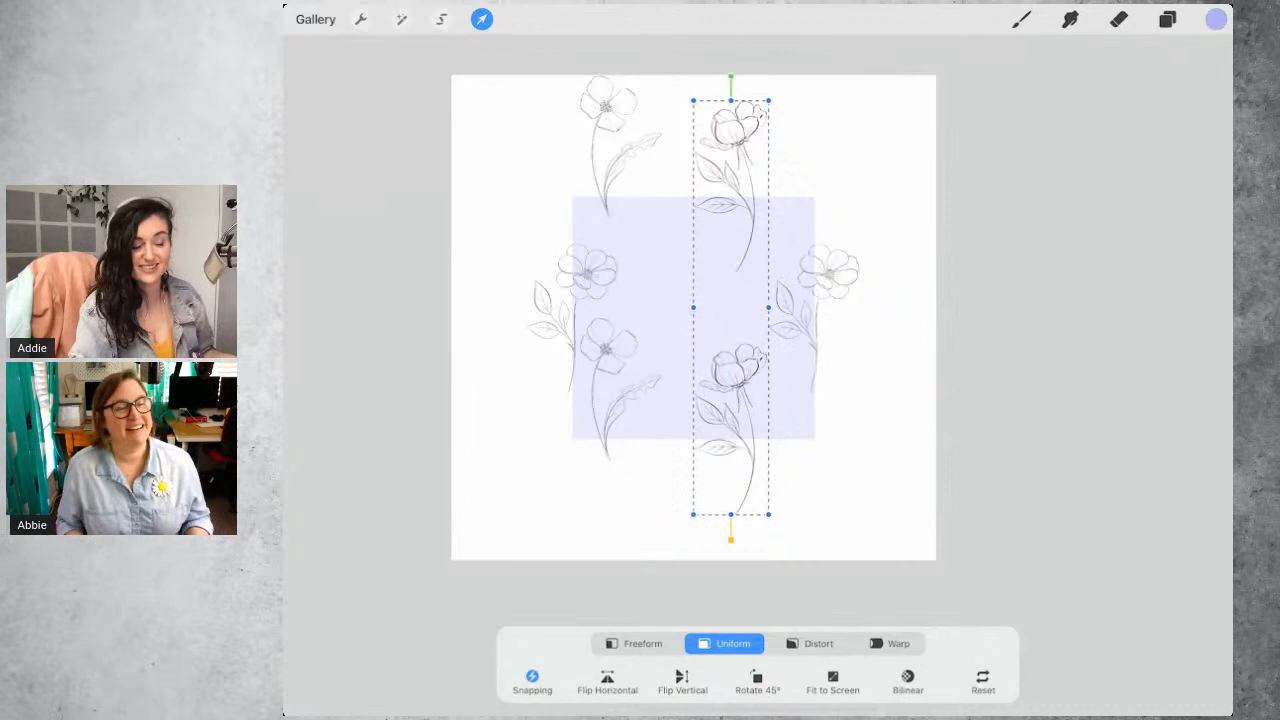 Gallery
Addie
Abbie
Freeform Uniform Distort Warp
Snapping Flip Horizontal Flip Vertical Rotate 45° Fit to Screen Bilinear Reset